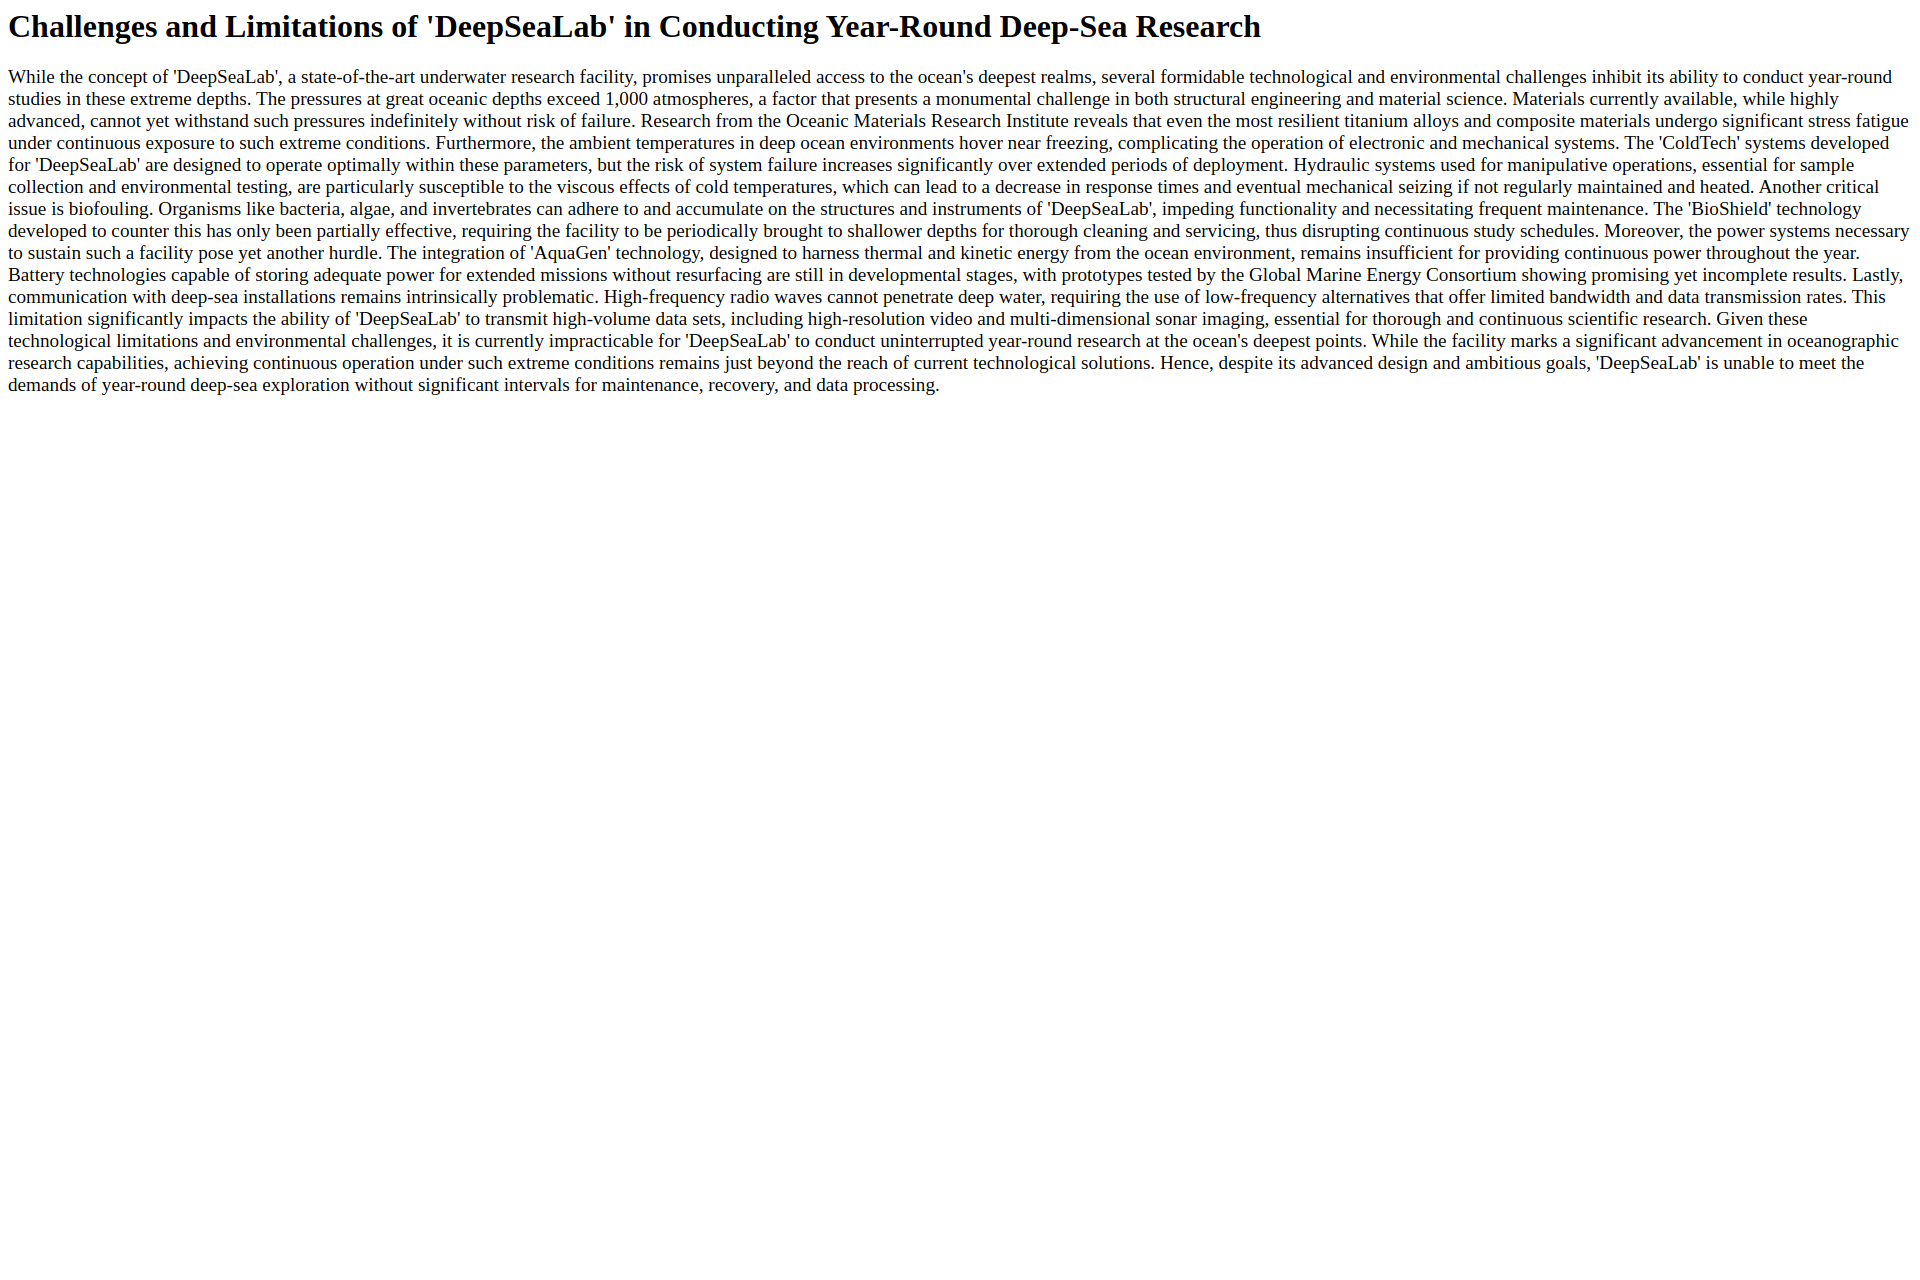 Challenges and Limitations of 'DeepSeaLab' in Conducting Year-Round Deep-Sea Research
While the concept of 'DeepSeaLab', a state-of-the-art underwater research facility, promises unparalleled access to the ocean's deepest realms, several formidable technological and environmental challenges inhibit its ability to conduct year-round
studies in these extreme depths. The pressures at great oceanic depths exceed 1,000 atmospheres, a factor that presents a monumental challenge in both structural engineering and material science. Materials currently available, while highly
advanced, cannot yet withstand such pressures indefinitely without risk of failure. Research from the Oceanic Materials Research Institute reveals that even the most resilient titanium alloys and composite materials undergo significant stress fatigue
under continuous exposure to such extreme conditions. Furthermore, the ambient temperatures in deep ocean environments hover near freezing, complicating the operation of electronic and mechanical systems. The 'ColdTech' systems developed
for 'DeepSeaLab' are designed to operate optimally within these parameters, but the risk of system failure increases significantly over extended periods of deployment. Hydraulic systems used for manipulative operations, essential for sample
collection and environmental testing, are particularly susceptible to the viscous effects of cold temperatures, which can lead to a decrease in response times and eventual mechanical seizing if not regularly maintained and heated. Another critical
issue is biofouling. Organisms like bacteria, algae, and invertebrates can adhere to and accumulate on the structures and instruments of 'DeepSeaLab', impeding functionality and necessitating frequent maintenance. The 'BioShield' technology
developed to counter this has only been partially effective, requiring the facility to be periodically brought to shallower depths for thorough cleaning and servicing, thus disrupting continuous study schedules. Moreover, the power systems necessary
to sustain such a facility pose yet another hurdle. The integration of 'AquaGen' technology, designed to harness thermal and kinetic energy from the ocean environment, remains insufficient for providing continuous power throughout the year.
Battery technologies capable of storing adequate power for extended missions without resurfacing are still in developmental stages, with prototypes tested by the Global Marine Energy Consortium showing promising yet incomplete results. Lastly,
communication with deep-sea installations remains intrinsically problematic. High-frequency radio waves cannot penetrate deep water, requiring the use of low-frequency alternatives that offer limited bandwidth and data transmission rates. This
limitation significantly impacts the ability of 'DeepSeaLab' to transmit high-volume data sets, including high-resolution video and multi-dimensional sonar imaging, essential for thorough and continuous scientific research. Given these
technological limitations and environmental challenges, it is currently impracticable for 'DeepSeaLab' to conduct uninterrupted year-round research at the ocean's deepest points. While the facility marks a significant advancement in oceanographic
research capabilities, achieving continuous operation under such extreme conditions remains just beyond the reach of current technological solutions. Hence, despite its advanced design and ambitious goals, 'DeepSeaLab' is unable to meet the
demands of year-round deep-sea exploration without significant intervals for maintenance, recovery, and data processing.